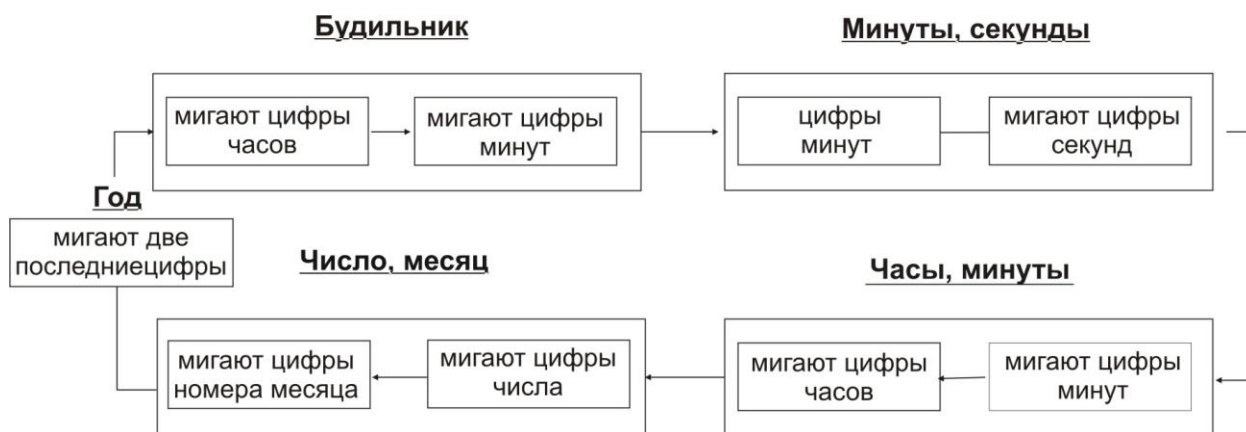 Будильник
мигают цифры
часов
мигают цифры
минут
Минуты, секунды
цифры
минут
мигают цифры
секунд
Год
мигают две
последниецифры
Число, месяц
мигают цифры
номера месяца
мигают цифры
числа
Часы, минуты
мигают цифры
часов
мигают цифры
минут